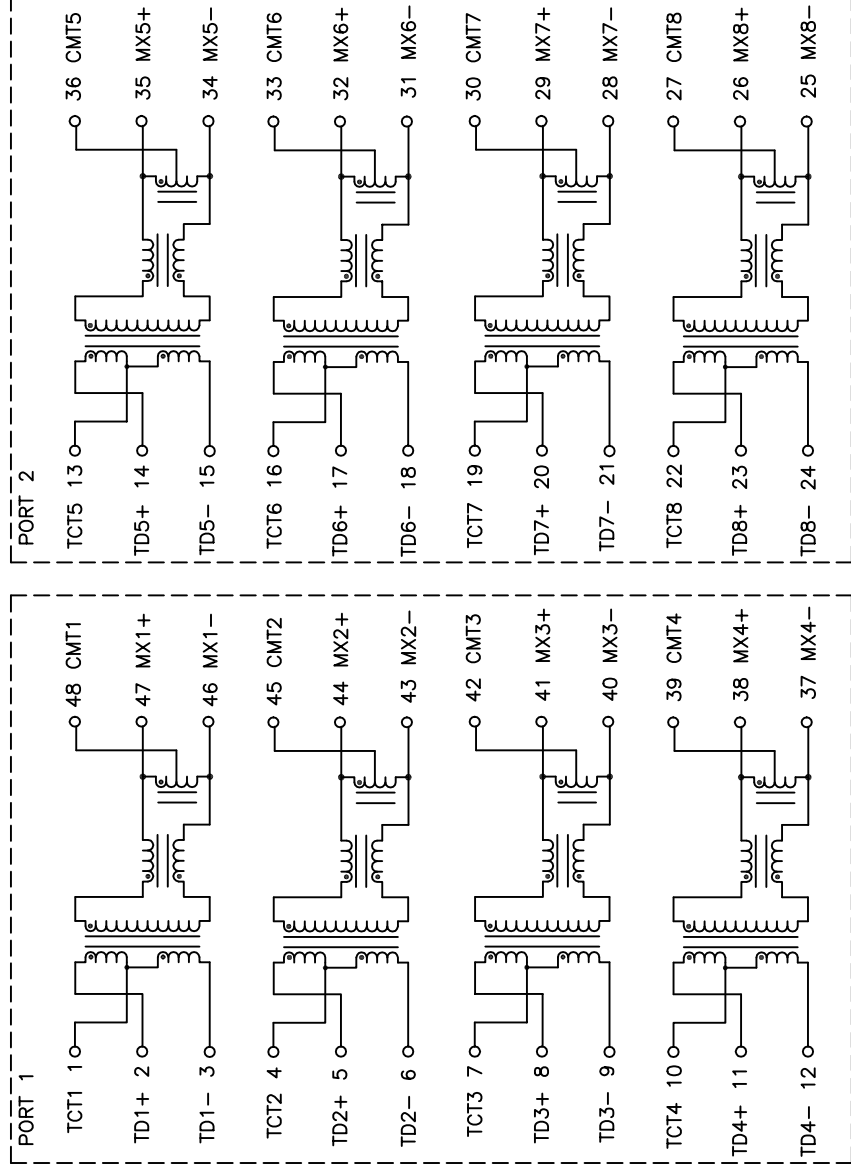 PORT 1
TCT1 1
TD1+ 2
TD1- 3
48 CMT1
47 MX1+
46 MX1-
TCT2 4
TD2+ 5
TD2- 6
45 CMT2
44 MX2+
43 MX2-
TCT3 7
TD3+ 8
TD3- 9
42 CMT3
41 MX3+
40 MX3-
TCT4 10
TD4+ 11
TD4- 12
39 CMT4
38 MX4+
37 MX4-
PORT 2
TCT5 13
TD5+ 14
TD5- 15
36 CMT5
35 MX5+
34 MX5-
TCT6 16
TD6+ 17
TD6- 18
33 CMT6
32 MX6+
31 MX6-
TCT7 19
TD7+ 20
TD7- 21
30 CMT7
29 MX7+
28 MX7-
TCT8 22
TD8+ 23
TD8- 24
27 CMT8
26 MX8+
25 MX8-